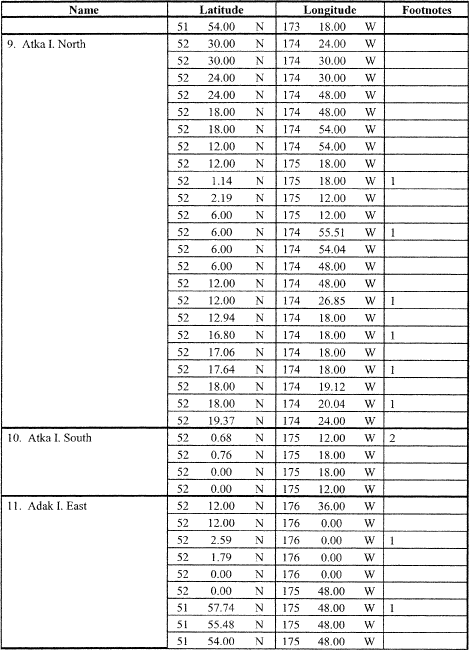 Name Latitude Longitude Footnotes
51 54.00 N 173 18.00 W
9. Atka I. North 52 30.00 N 174 24.00 W
52 30.00 N 174 30.00 W
52 24.00 N 174 30.00 W
52 24.00 N 174 48.00 W
52 18.00 N 174 48.00 W
52 18.00 N 174 54.00 W
52 12.00 N 174 54.00 W
52 12.00 N 175 18.00 W
52 1.14 N 175 18.00 W 1
52 2.19 N 175 12.00 W
52 6.00 N 175 12.00 W
52 6.00 N 174 55.51 W 1
52 6.00 N 174 54.04 W
52 6.00 N 174 48.00 W
52 12.00 N 174 48.00 W
52 12.00 N 174 26.85 W 1
52 12.94 N 174 18.00 W
52 16.80 N 174 18.00 W 1
52 17.06 N 174 18.00 W
52 17.64 N 174 18.00 W 1
52 18.00 N 174 19.12 W
52 18.00 N 174 20.04 W 1
52 19.37 N 174 24.00 W
10. Atka I. South 52 0.68 N 175 12.00 W 2
52 0.76 N 175 18.00 W
52 0.00 N 175 18.00 W
52 0.00 N 175 12.00 W
11. Adak I. East 52 12.00 N 176 36.00 W
52 12.00 N 176 0.00 W
52 2.59 N 176 0.00 W 1
52 1.79 N 176 0.00 W
52 0.00 N 176 0.00 W
52 0.00 N 175 48.00 W
51 57.74 N 175 48.00 W 1
51 55.48 N 175 48.00 W
51 54.00 N 175 48.00 W